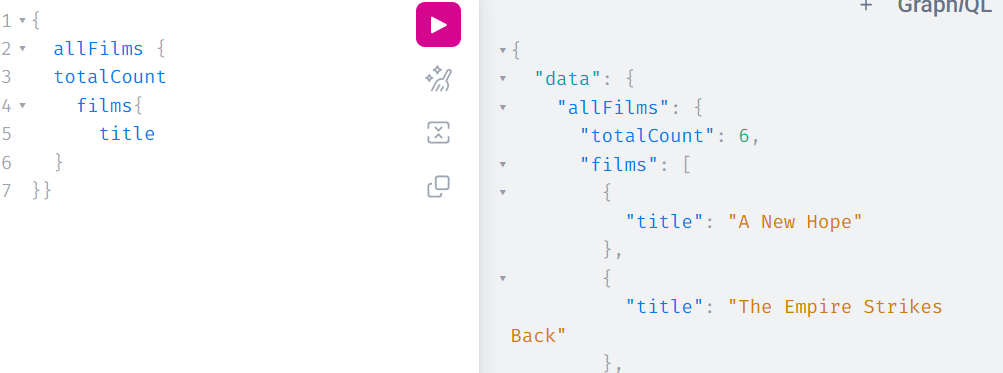 1 {
2 allFilms {
3 totalCount
4 films{
5 title
6 }
7 }}
+ GraphiQL
{
"data": {
"allFilms": {
"totalCount": 6,
"films": [
{
"title": "A New Hope"
},
{
"title": "The Empire Strikes
Back"
},